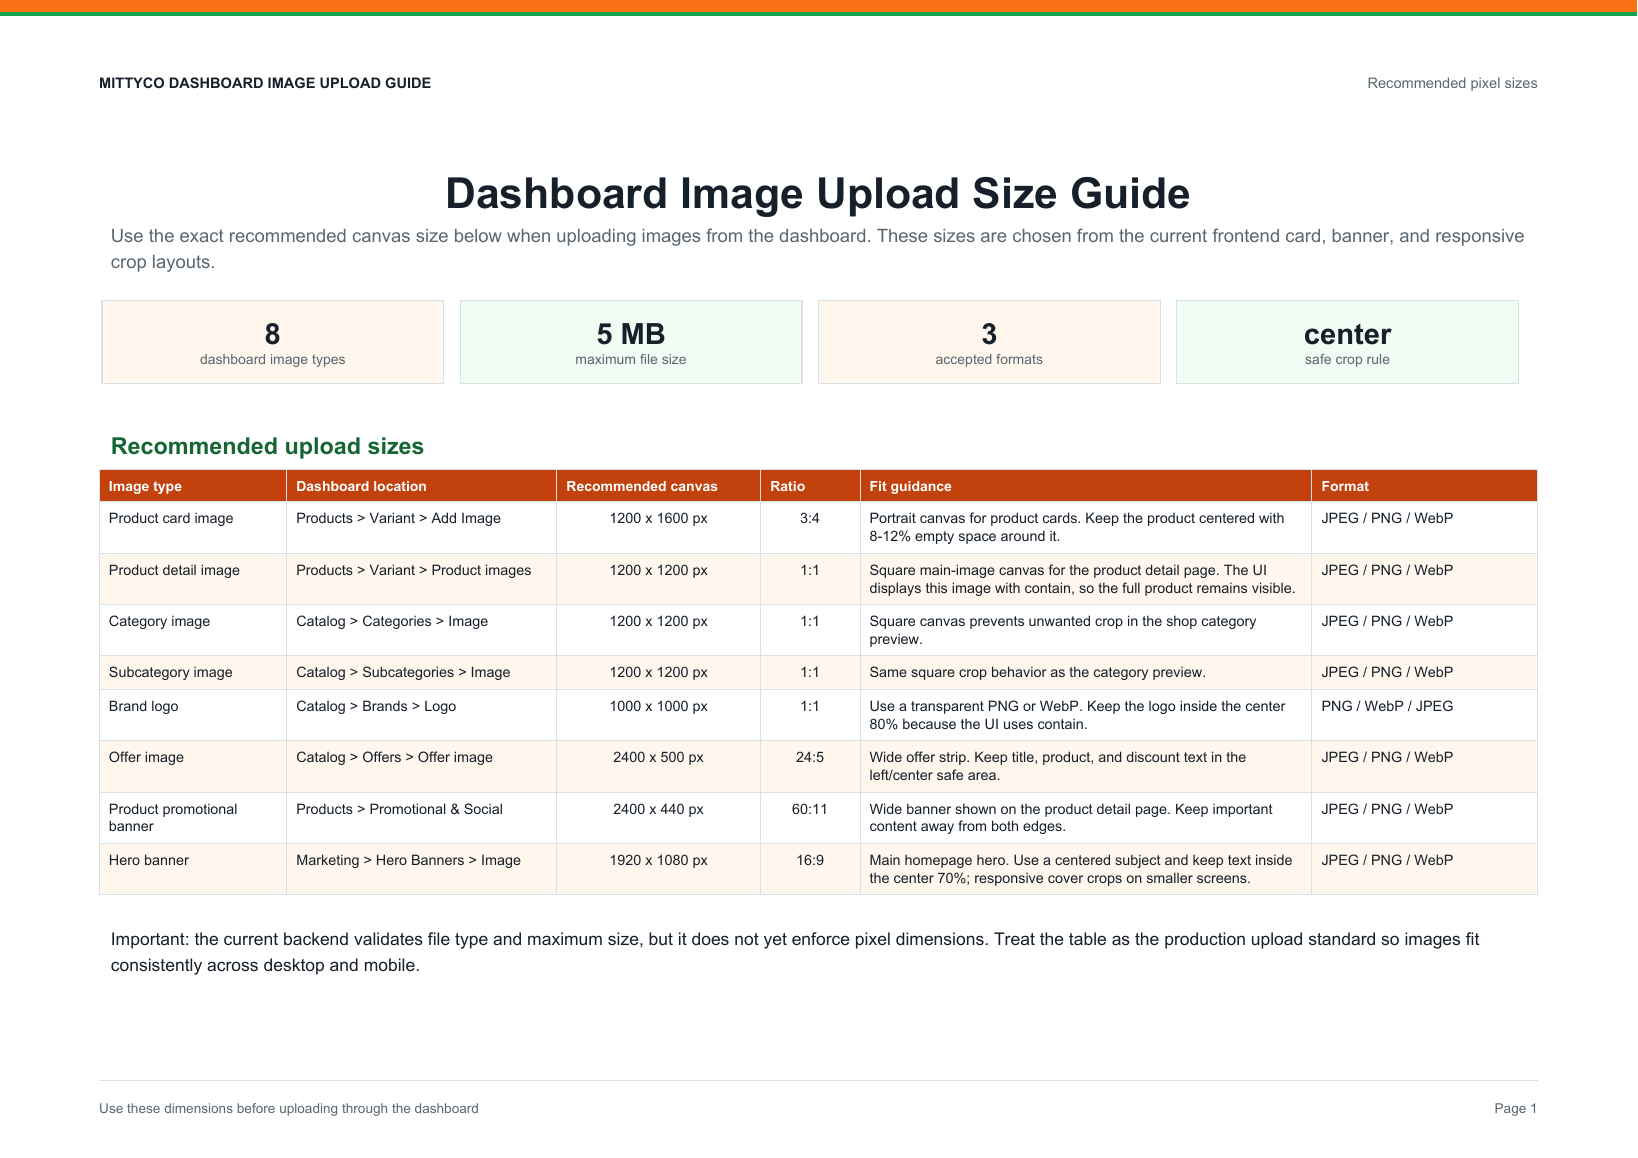 MITTYCO DASHBOARD IMAGE UPLOAD GUIDE
Recommended pixel sizes
Dashboard Image Upload Size Guide
Use the exact recommended canvas size below when uploading images from the dashboard. These sizes are chosen from the current frontend card, banner, and responsive
crop layouts.
8
dashboard image types
5 MB
maximum file size
3
accepted formats
center
safe crop rule
Recommended upload sizes
Image type Dashboard location Recommended canvas Ratio Fit guidance Format
Product card image Products > Variant > Add Image 1200 x 1600 px 3:4 Portrait canvas for product cards. Keep the product centered with JPEG / PNG / WebP
8-12% empty space around it.
Product detail image Products > Variant > Product images 1200 x 1200 px 1:1 Square main-image canvas for the product detail page. The UI JPEG / PNG / WebP
displays this image with contain, so the full product remains visible.
Category image Catalog > Categories > Image 1200 x 1200 px 1:1 Square canvas prevents unwanted crop in the shop category JPEG / PNG / WebP
preview.
Subcategory image Catalog > Subcategories > Image 1200 x 1200 px 1:1 Same square crop behavior as the category preview. JPEG / PNG / WebP
Brand logo Catalog > Brands > Logo 1000 x 1000 px 1:1 Use a transparent PNG or WebP. Keep the logo inside the center PNG / WebP / JPEG
80% because the UI uses contain.
Offer image Catalog > Offers > Offer image 2400 x 500 px 24:5 Wide offer strip. Keep title, product, and discount text in the JPEG / PNG / WebP
left/center safe area.
Product promotional Products > Promotional & Social 2400 x 440 px 60:11 Wide banner shown on the product detail page. Keep important JPEG / PNG / WebP
banner content away from both edges.
Hero banner Marketing > Hero Banners > Image 1920 x 1080 px 16:9 Main homepage hero. Use a centered subject and keep text inside JPEG / PNG / WebP
the center 70%; responsive cover crops on smaller screens.
Important: the current backend validates file type and maximum size, but it does not yet enforce pixel dimensions. Treat the table as the production upload standard so images fit
consistently across desktop and mobile.
Use these dimensions before uploading through the dashboard
Page 1